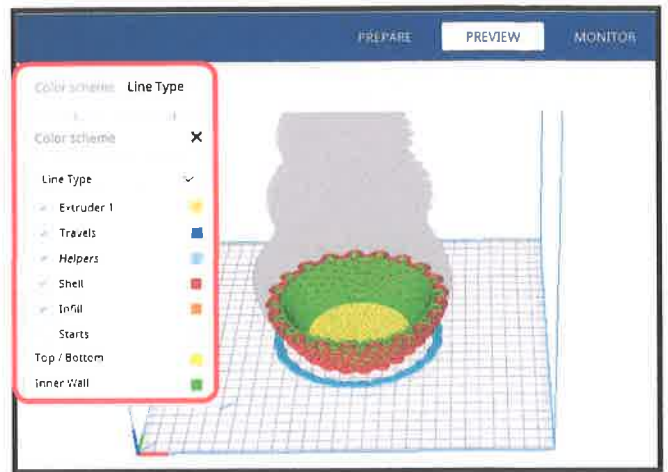 PREPARE PREVIEW MONITOR
Color scheme Line Type
Color scheme ×
Line Type
Extruder 1
Travels
Helpers
Shell
Infill
Starts
Top / Bottom
Inner Wall